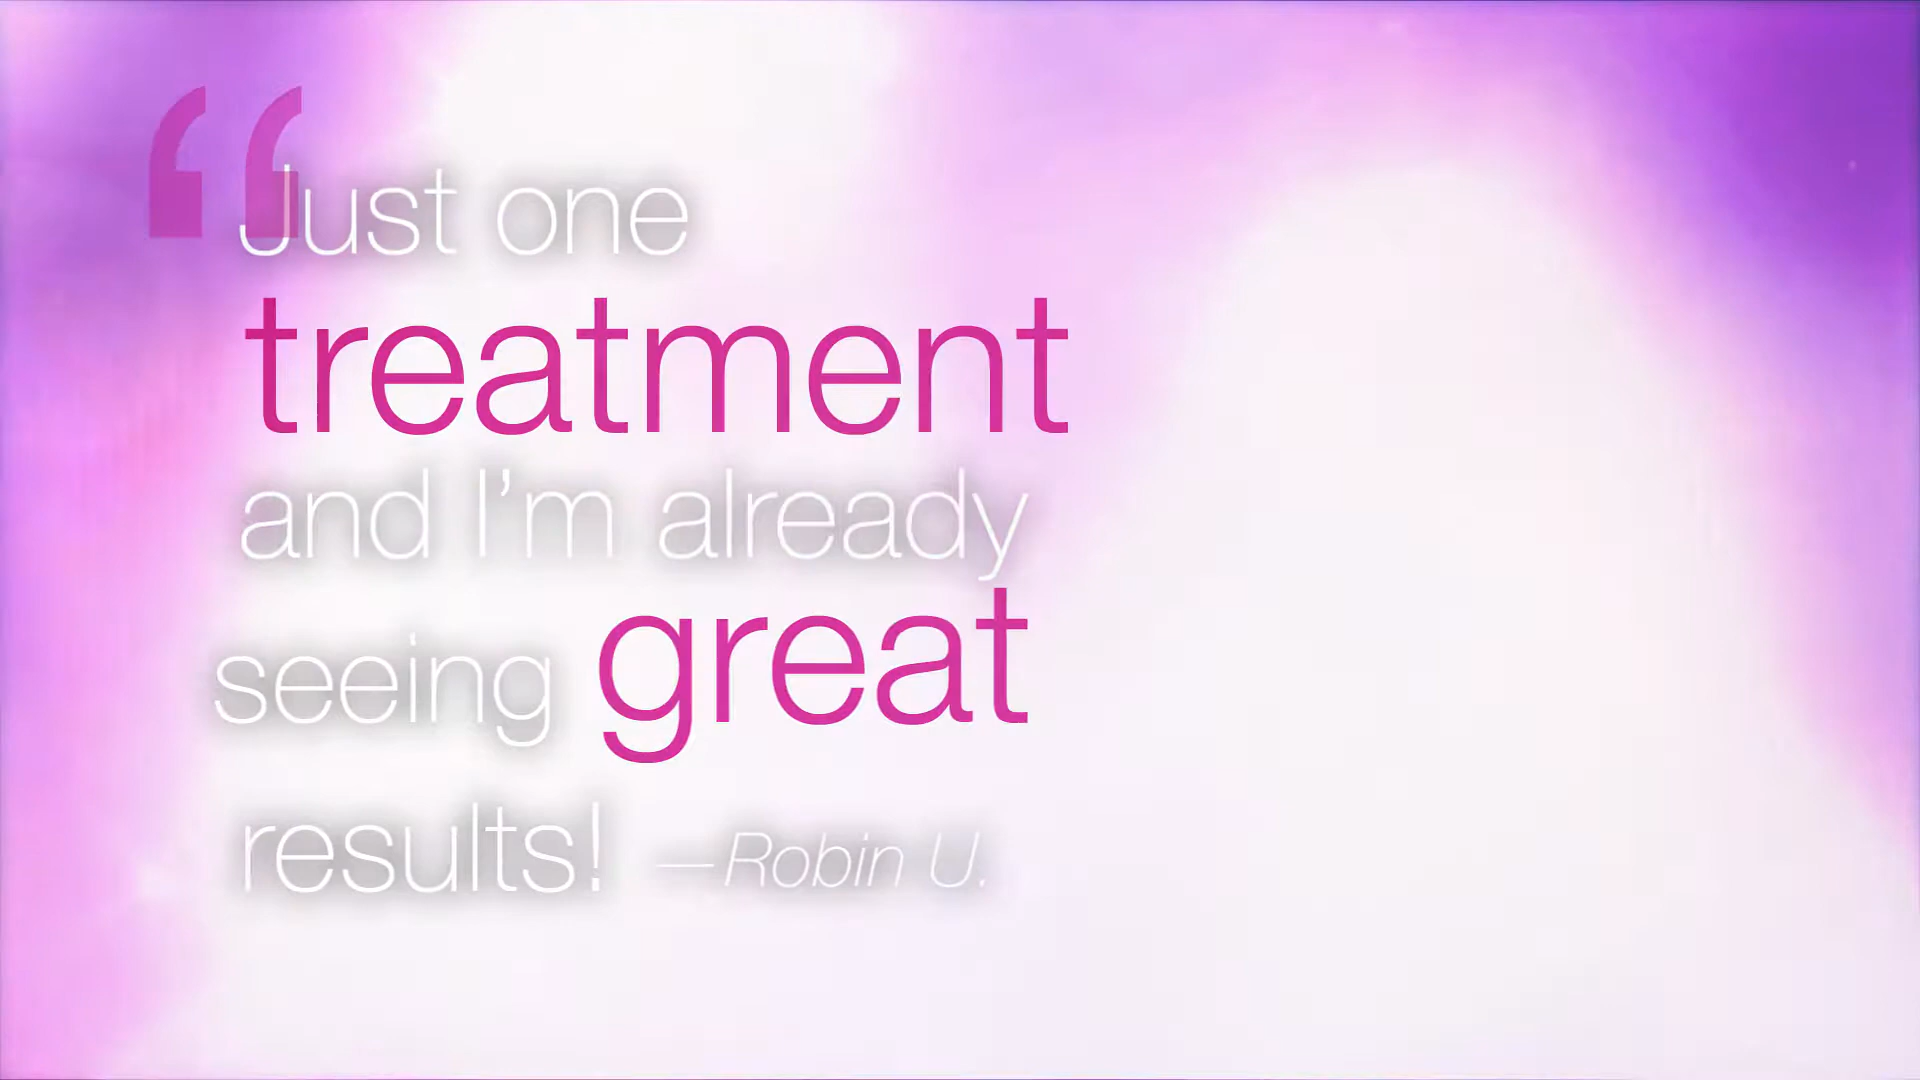 “Just one
treatment
and I’m already
seeing great
results! —Robin U.